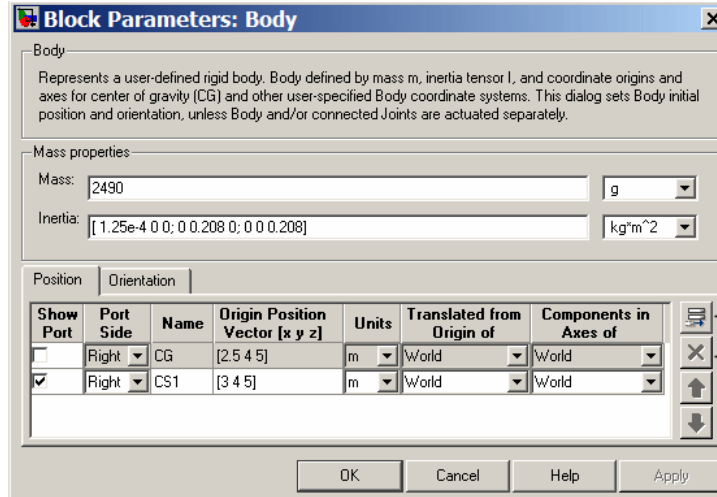 Block Parameters: Body
Body
Represents a user-defined rigid body. Body defined by mass m, inertia tensor I, and coordinate origins and
axes for center of gravity (CG) and other user-specified Body coordinate systems. This dialog sets Body initial
position and orientation, unless Body and/or connected Joints are actuated separately.
Mass properties
Mass: 2490 g
Inertia: [ 1.25e-4 0 0; 0 0.208 0; 0 0 0.208] kg*m^2
Position Orientation
Show Port Port Side Name Origin Position Vector [x y z] Units Translated from Origin of Components in Axes of
Right CG [2.5 4 5] m World World
Right CS1 [3 4 5] m World World
OK Cancel Help Apply